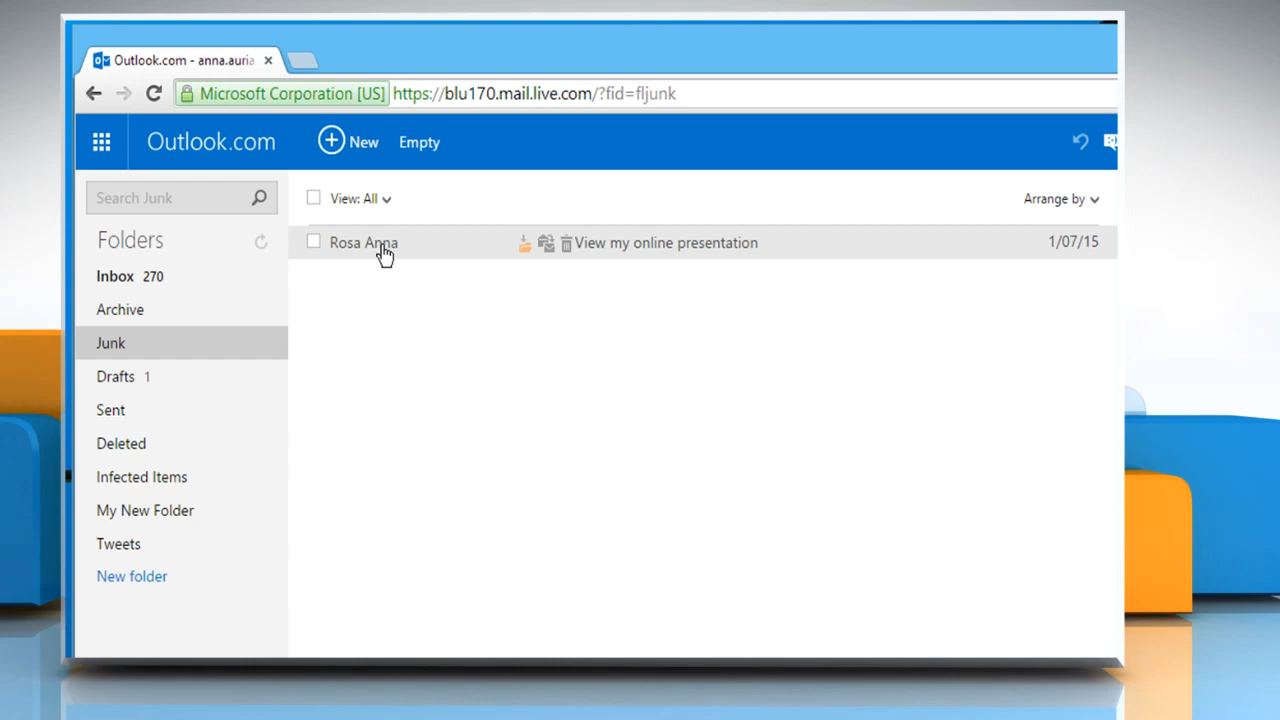 Outlook.com - anna.auria
Microsoft Corporation [US] https://blu170.mail.live.com/?fid=fljunk
Outlook.com New Empty
Search Junk
View: All Arrange by
Folders
Rosa Anna View my online presentation 1/07/15
Inbox 270
Archive
Junk
Drafts 1
Sent
Deleted
Infected Items
My New Folder
Tweets
New folder